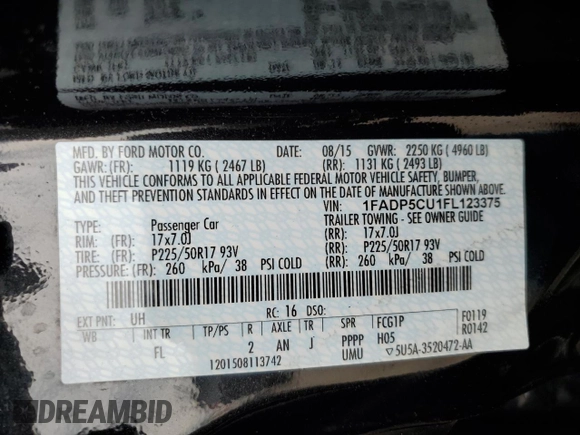 MFD. BY FORD MOTOR CO. DATE: 08/15 GVWR: 2250 KG ( 4960 LB)
GAWR: (FR): 1119 KG ( 2467 LB) (RR): 1131 KG ( 2493 LB)
THIS VEHICLE CONFORMS TO ALL APPLICABLE FEDERAL MOTOR VEHICLE SAFETY, BUMPER,
AND THEFT PREVENTION STANDARDS IN EFFECT ON THE DATE OF MANUFACTURE SHOWN ABOVE.
VIN: 1FADP5CU1FL123375
TYPE: Passenger Car TRAILER TOWING - SEE OWNER GUIDE
RIM: (FR): 17x7.0J (RR): 17x7.0J
TIRE: (FR): P225/50R17 93V (RR): P225/50R17 93V
PRESSURE: (FR): 260 kPa/ 38 PSI COLD (RR): 260 kPa/ 38 PSI COLD
EXT PNT: UH RC: 16 DSO:
WB INT TR TP/PS R AXLE TR SPR FCG1P F0119
FL 2 AN J PPPP H05 R0142
UMU ▽5U5A-3520472-AA
1201508113742
DREAMBID